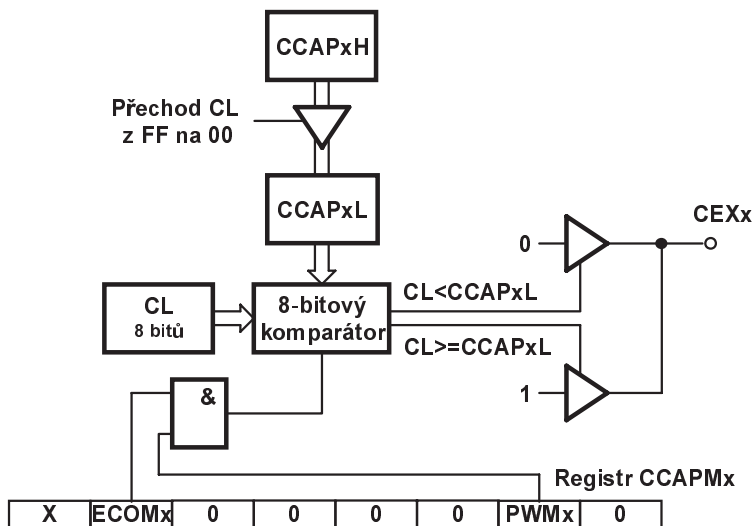 CCAPxH
Přechod CL
z FF na 00
CCAPxL
CEXx
0
CL
8 bitů
8-bitový
komparátor
CL<CCAPxL
CL>=CCAPxL
&
1
Registr CCAPMx
X ECOMx 0 0 0 0 PWMx 0